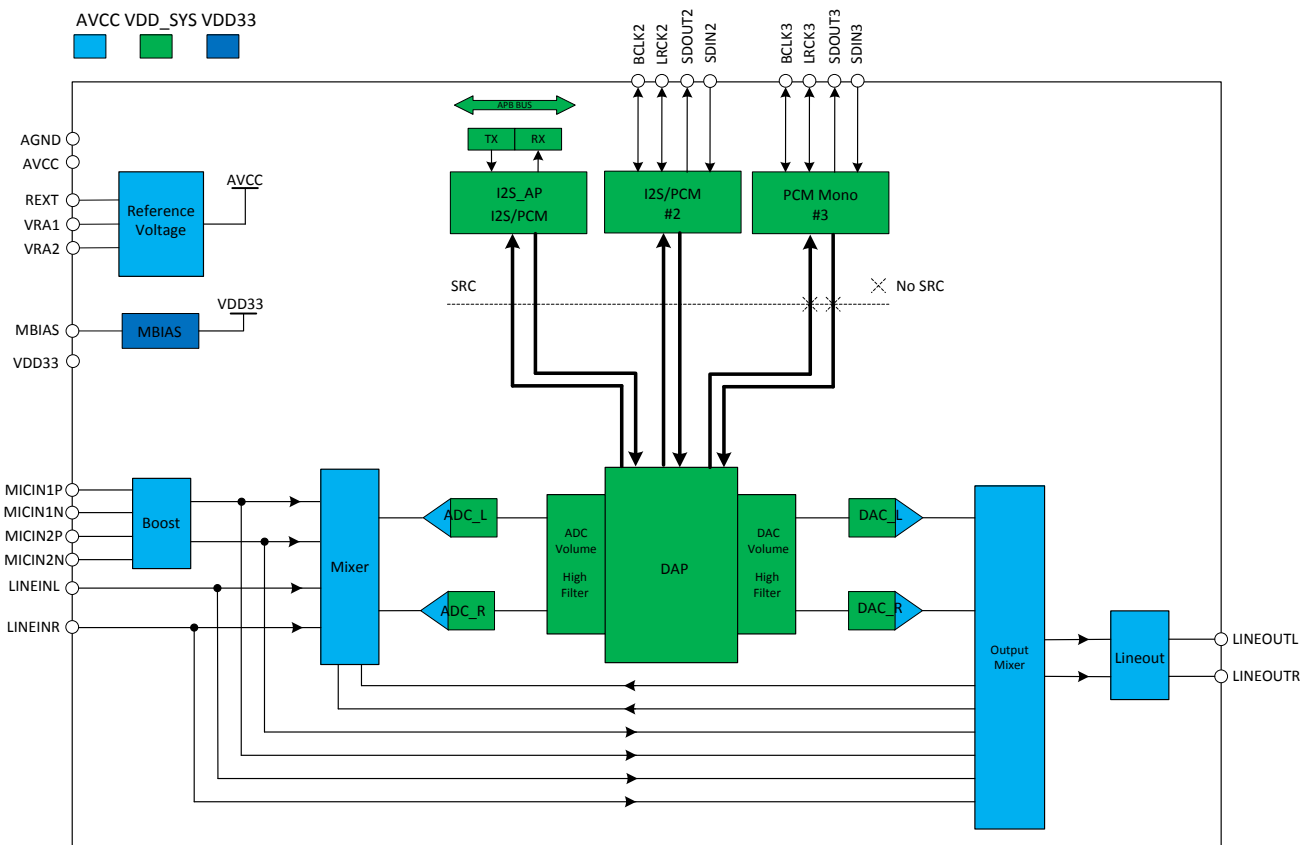 AVCC VDD_SYS VDD33
BCLK2
LRCK2
SDOUT2
SDIN2
BCLK3
LRCK3
SDOUT3
SDIN3
APB BUS
TX
RX
I2S_AP
I2S/PCM
I2S/PCM
#2
PCM Mono
#3
AGND
AVCC
REXT
VRA1
VRA2
Reference
Voltage
AVCC
SRC
No SRC
MBIAS
MBIAS
VDD33
VDD33
MICIN1P
MICIN1N
MICIN2P
MICIN2N
LINEINL
LINEINR
Boost
Mixer
ADC_L
ADC_R
ADC
Volume
High
Filter
DAP
DAC
Volume
High
Filter
DAC_L
DAC_R
Output
Mixer
Lineout
LINEOUTL
LINEOUTR